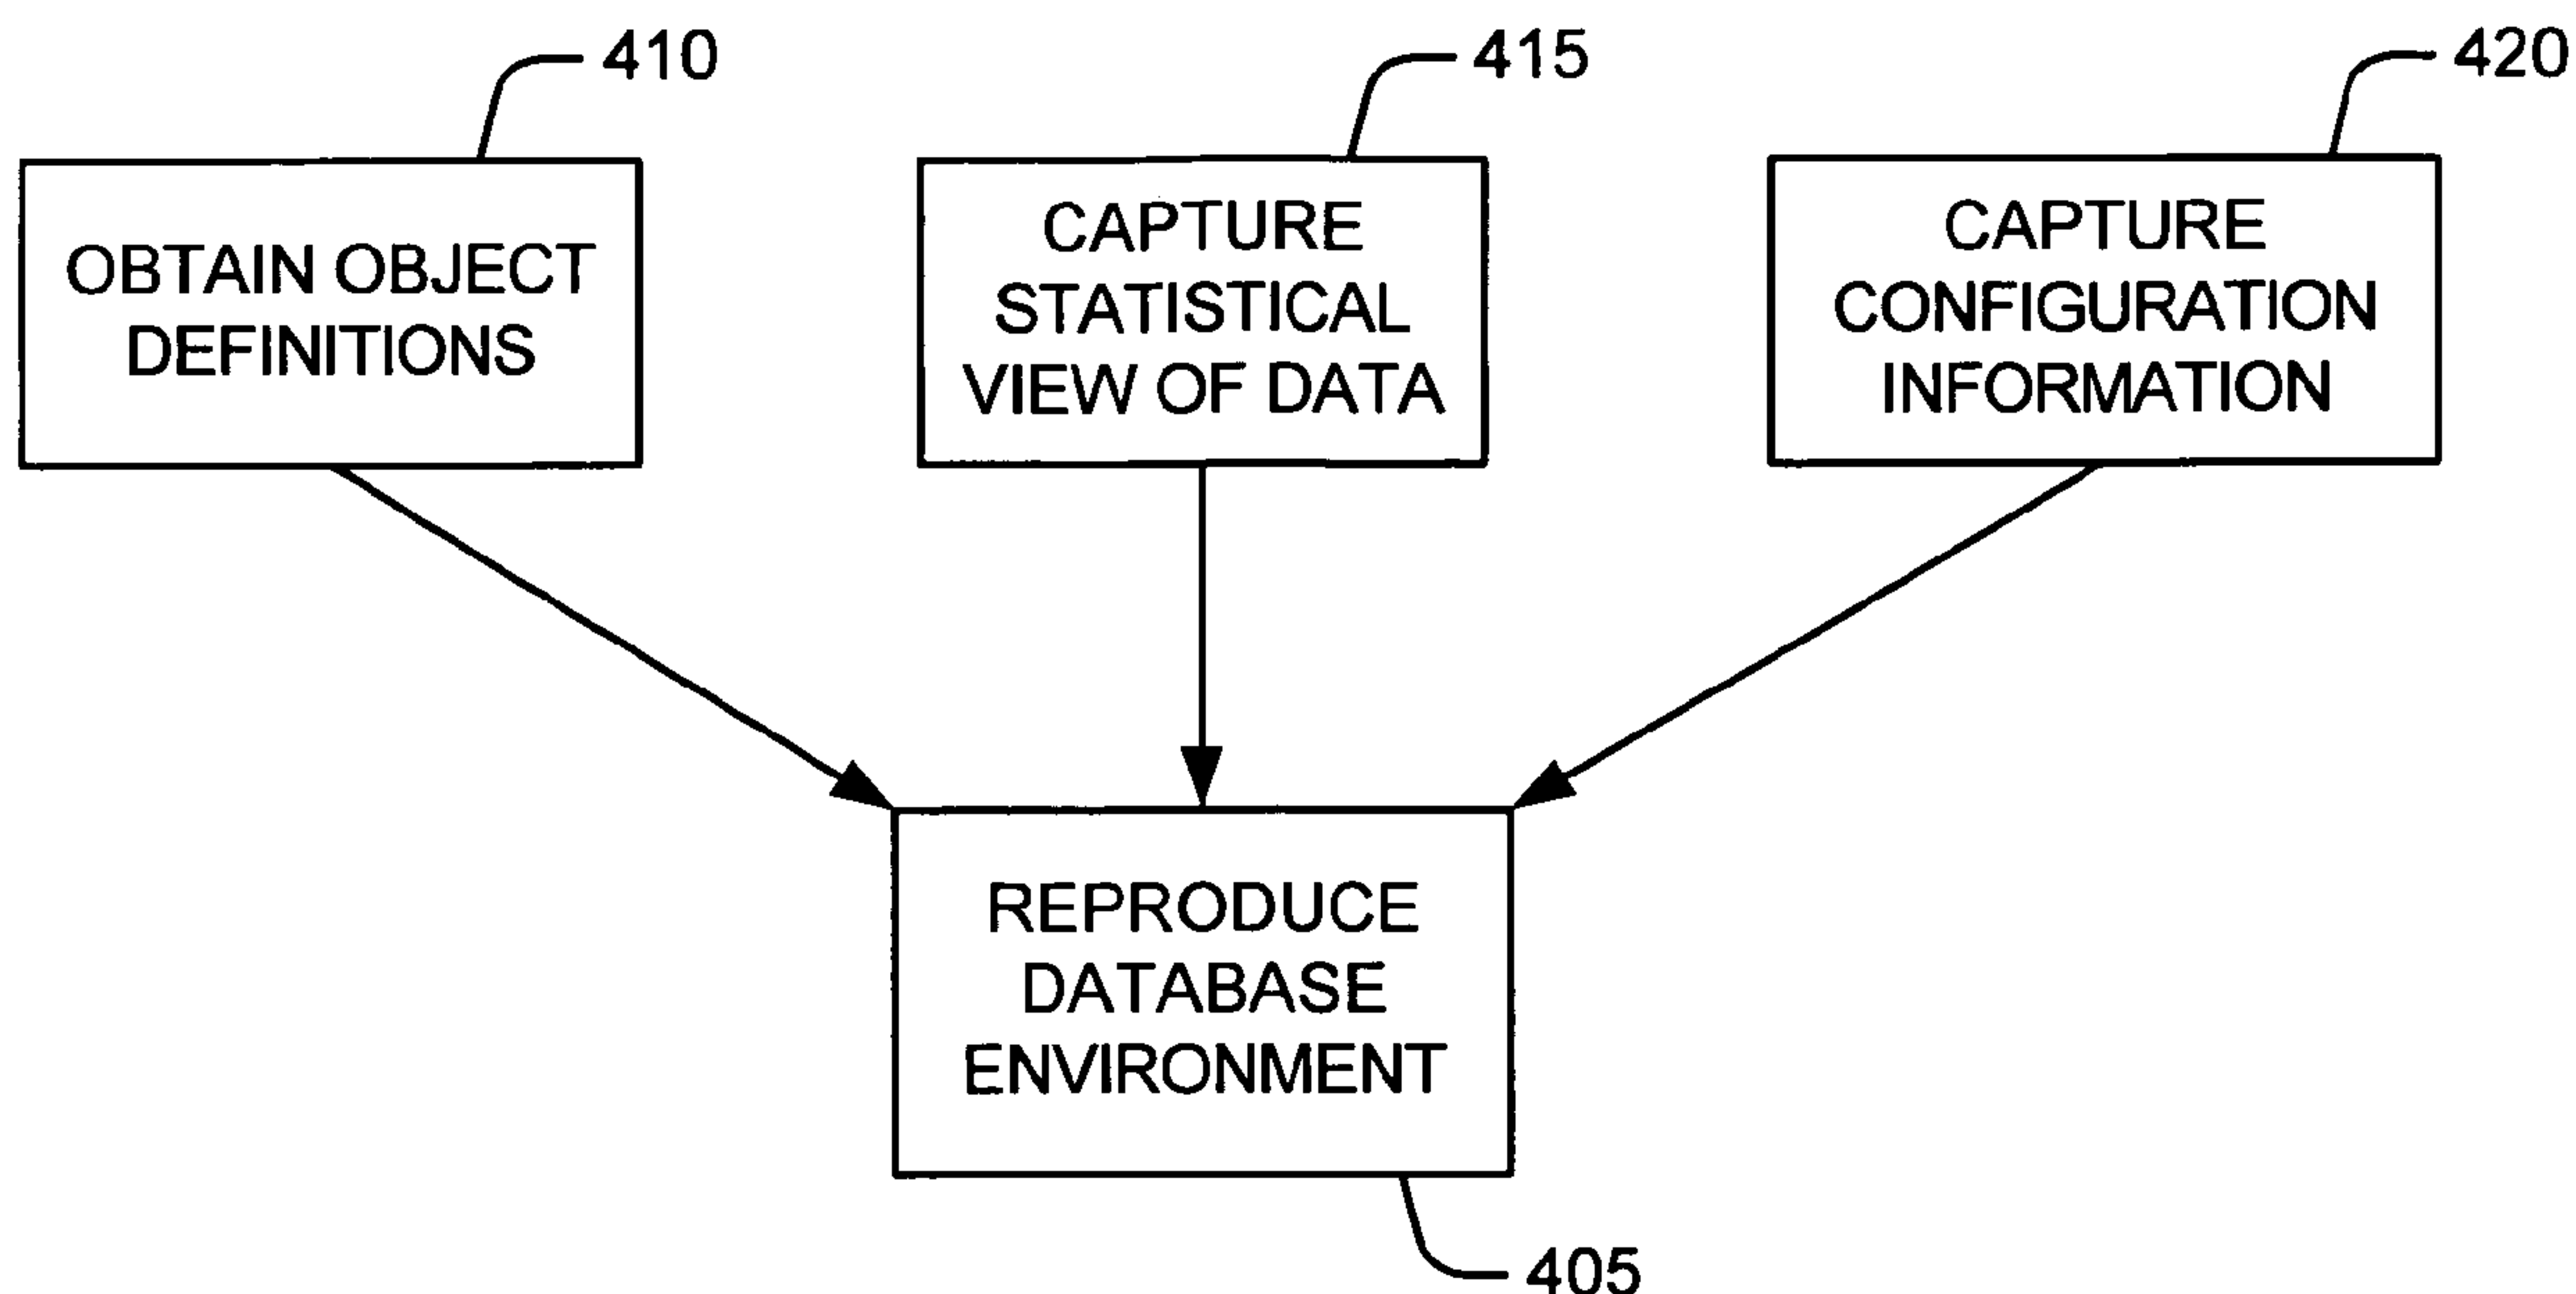 410
415
420
OBTAIN OBJECT
DEFINITIONS
CAPTURE
STATISTICAL
VIEW OF DATA
CAPTURE
CONFIGURATION
INFORMATION
REPRODUCE
DATABASE
ENVIRONMENT
405